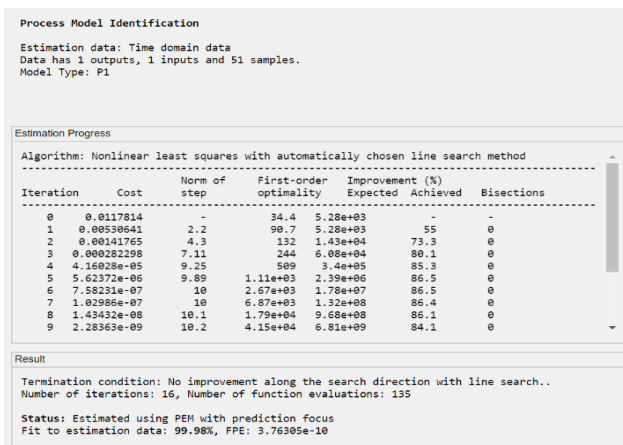 Process Model Identification
Estimation data: Time domain data
Data has 1 outputs, 1 inputs and 51 samples.
Model Type: P1
Estimation Progress
Algorithm: Nonlinear least squares with automatically chosen line search method
------------------------------------------------------------------------------------------
Norm of First-order Improvement (%)
Iteration Cost step optimality Expected Achieved Bisections
------------------------------------------------------------------------------------------
0 0.0117814 - 34.4 5.28e+03 - -
1 0.00530641 2.2 90.7 5.28e+03 55 0
2 0.00141765 4.3 132 1.43e+04 73.3 0
3 0.000282298 7.11 244 6.08e+04 80.1 0
4 4.16028e-05 9.25 509 3.4e+05 85.3 0
5 5.62372e-06 9.89 1.11e+03 2.39e+06 86.5 0
6 7.58231e-07 10 2.67e+03 1.78e+07 86.5 0
7 1.02986e-07 10 6.87e+03 1.32e+08 86.4 0
8 1.43432e-08 10.1 1.79e+04 9.68e+08 86.1 0
9 2.28363e-09 10.2 4.15e+04 6.81e+09 84.1 0
Result
Termination condition: No improvement along the search direction with line search..
Number of iterations: 16, Number of function evaluations: 135
Status: Estimated using PEM with prediction focus
Fit to estimation data: 99.98%, FPE: 3.76305e-10